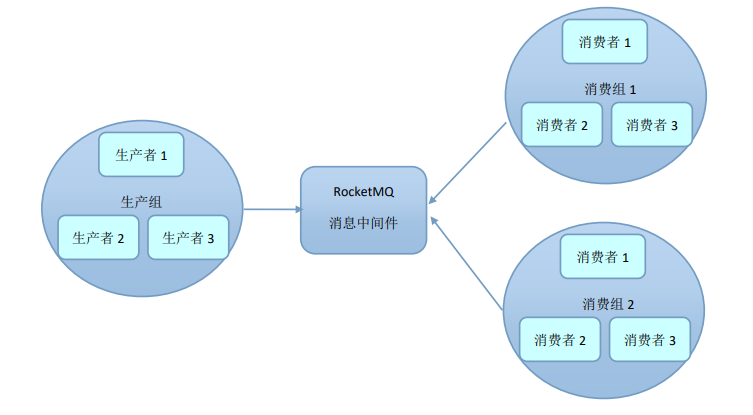 生产者 1
生产组
生产者 2
生产者 3
RocketMQ
消息中间件
消费者 1
消费组 1
消费者 2
消费者 3
消费者 1
消费组 2
消费者 2
消费者 3